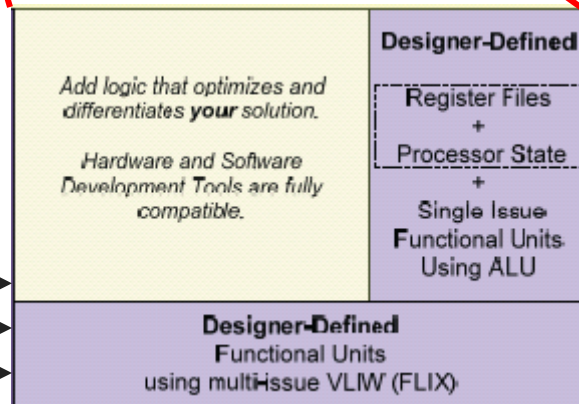 Add logic that optimizes and
differentiates your solution.
Hardware and Software
Development Tools are fully
compatible.
Designer-Defined
Register Files
+
Processor State
+
Single Issue
Functional Units
Using ALU
Designer-Defined
Functional Units
using multi-issue VLIW (FLIX)